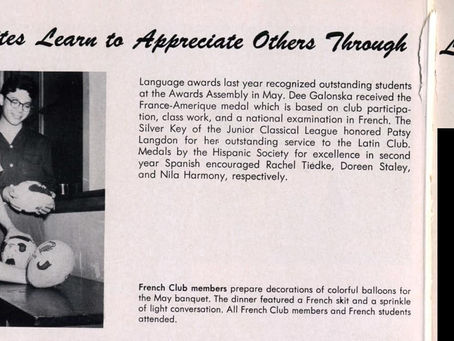 tes Learn to Appreciate Others Through
Language awards last year recognized outstanding students
at the Awards Assembly in May. Dee Galonska received the
France-Amerique medal which is based on club participa-
tion, class work, and a national examination in French. The
Silver Key of the Junior Classical League honored Patsy
Langdon for her outstanding service to the Latin Club.
Medals by the Hispanic Society for excellence in second
year Spanish encouraged Rachel Tiedke, Doreen Staley,
and Nila Harmony, respectively.
French Club members prepare decorations of colorful balloons for
the May banquet. The dinner featured a French skit and a sprinkle
of light conversation. All French Club members and French students
attended.